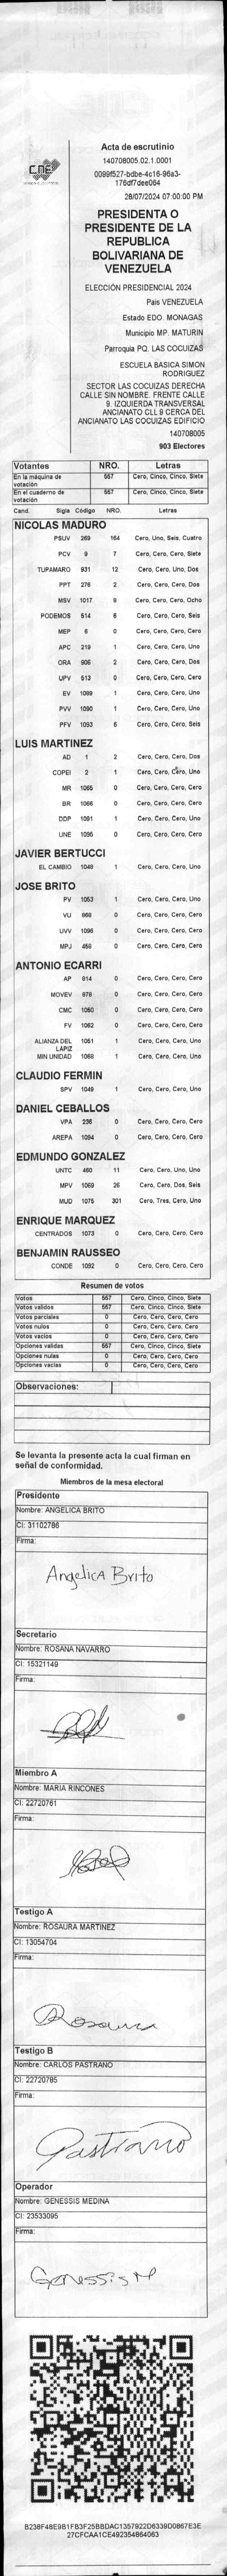 CNE
Acta de escrutinio
140708005.02.1.0001
0099f527-bdbe-4c16-96a3-
176df7dee064
28/07/2024 07:00:00 PM
PRESIDENTA O
PRESIDENTE DE LA
REPUBLICA
BOLIVARIANA DE
VENEZUELA
ELECCIÓN PRESIDENCIAL 2024
País VENEZUELA
Estado EDO. MONAGAS
Municipio MP. MATURIN
Parroquia PQ. LAS COCUIZAS
ESCUELA BASICA SIMON
RODRIGUEZ
SECTOR LAS COCUIZAS DERECHA
CALLE SIN NOMBRE. FRENTE CALLE
9. IZQUIERDA TRANSVERSAL
ANCIANATO CLL 9 CERCA DEL
ANCIANATO LAS COCUIZAS EDIFICIO
140708005
903 Electores
Votantes NRO. Letras
En la máquina de votación 557 Cero, Cinco, Cinco, Siete
En el cuaderno de votación 557 Cero, Cinco, Cinco, Siete
Cand. Sigla Código NRO. Letras
NICOLAS MADURO
PSUV 269 164 Cero, Uno, Seis, Cuatro
PCV 9 7 Cero, Cero, Cero, Siete
TUPAMARO 931 12 Cero, Cero, Uno, Dos
PPT 276 2 Cero, Cero, Cero, Dos
MSV 1017 8 Cero, Cero, Cero, Ocho
PODEMOS 514 6 Cero, Cero, Cero, Seis
MEP 6 0 Cero, Cero, Cero, Cero
APC 219 1 Cero, Cero, Cero, Uno
ORA 906 2 Cero, Cero, Cero, Dos
UPV 513 0 Cero, Cero, Cero, Cero
EV 1089 1 Cero, Cero, Cero, Uno
PVV 1090 1 Cero, Cero, Cero, Uno
PFV 1093 6 Cero, Cero, Cero, Seis
LUIS MARTINEZ
AD 1 2 Cero, Cero, Cero, Dos
COPEI 2 1 Cero, Cero, Cero, Uno
MR 1065 0 Cero, Cero, Cero, Cero
BR 1066 0 Cero, Cero, Cero, Cero
DDP 1091 1 Cero, Cero, Cero, Uno
UNE 1095 0 Cero, Cero, Cero, Cero
JAVIER BERTUCCI
EL CAMBIO 1048 1 Cero, Cero, Cero, Uno
JOSE BRITO
PV 1053 1 Cero, Cero, Cero, Uno
VU 868 0 Cero, Cero, Cero, Cero
UVV 1096 0 Cero, Cero, Cero, Cero
MPJ 458 0 Cero, Cero, Cero, Cero
ANTONIO ECARRI
AP 814 0 Cero, Cero, Cero, Cero
MOVEV 878 0 Cero, Cero, Cero, Cero
CMC 1050 0 Cero, Cero, Cero, Cero
FV 1062 0 Cero, Cero, Cero, Cero
ALIANZA DEL LAPIZ 1051 1 Cero, Cero, Cero, Uno
MIN UNIDAD 1068 1 Cero, Cero, Cero, Uno
CLAUDIO FERMIN
SPV 1049 1 Cero, Cero, Cero, Uno
DANIEL CEBALLOS
VPA 236 0 Cero, Cero, Cero, Cero
AREPA 1094 0 Cero, Cero, Cero, Cero
EDMUNDO GONZALEZ
UNTC 480 11 Cero, Cero, Uno, Uno
MPV 1069 26 Cero, Cero, Dos, Seis
MUD 1075 301 Cero, Tres, Cero, Uno
ENRIQUE MARQUEZ
CENTRADOS 1073 0 Cero, Cero, Cero, Cero
BENJAMIN RAUSSEO
CONDE 1092 0 Cero, Cero, Cero, Cero
Resumen de votos
Votos 557 Cero, Cinco, Cinco, Siete
Votos validos 557 Cero, Cinco, Cinco, Siete
Votos parciales 0 Cero, Cero, Cero, Cero
Votos nulos 0 Cero, Cero, Cero, Cero
Votos vacios 0 Cero, Cero, Cero, Cero
Opciones validas 557 Cero, Cinco, Cinco, Siete
Opciones nulas 0 Cero, Cero, Cero, Cero
Opciones vacias 0 Cero, Cero, Cero, Cero
Observaciones:
Se levanta la presente acta la cual firman en
señal de conformidad.
Miembros de la mesa electoral
Presidente
Nombre: ANGELICA BRITO
CI: 31102786
Firma:
Angelica Brito
Secretario
Nombre: ROSANA NAVARRO
CI: 15321149
Firma:
Miembro A
Nombre: MARIA RINCONES
CI: 22720761
Firma:
Testigo A
Nombre: ROSAURA MARTINEZ
CI: 13054704
Firma:
Rosaura
Testigo B
Nombre: CARLOS PASTRANO
CI: 22720785
Firma:
Pastrano
Operador
Nombre: GENESSIS MEDINA
CI: 23533095
Firma:
Genessis M
B238F48E9B1FB3F25BBDAC1357922D6339D0867E3E
27CFCAA1CE492354864063